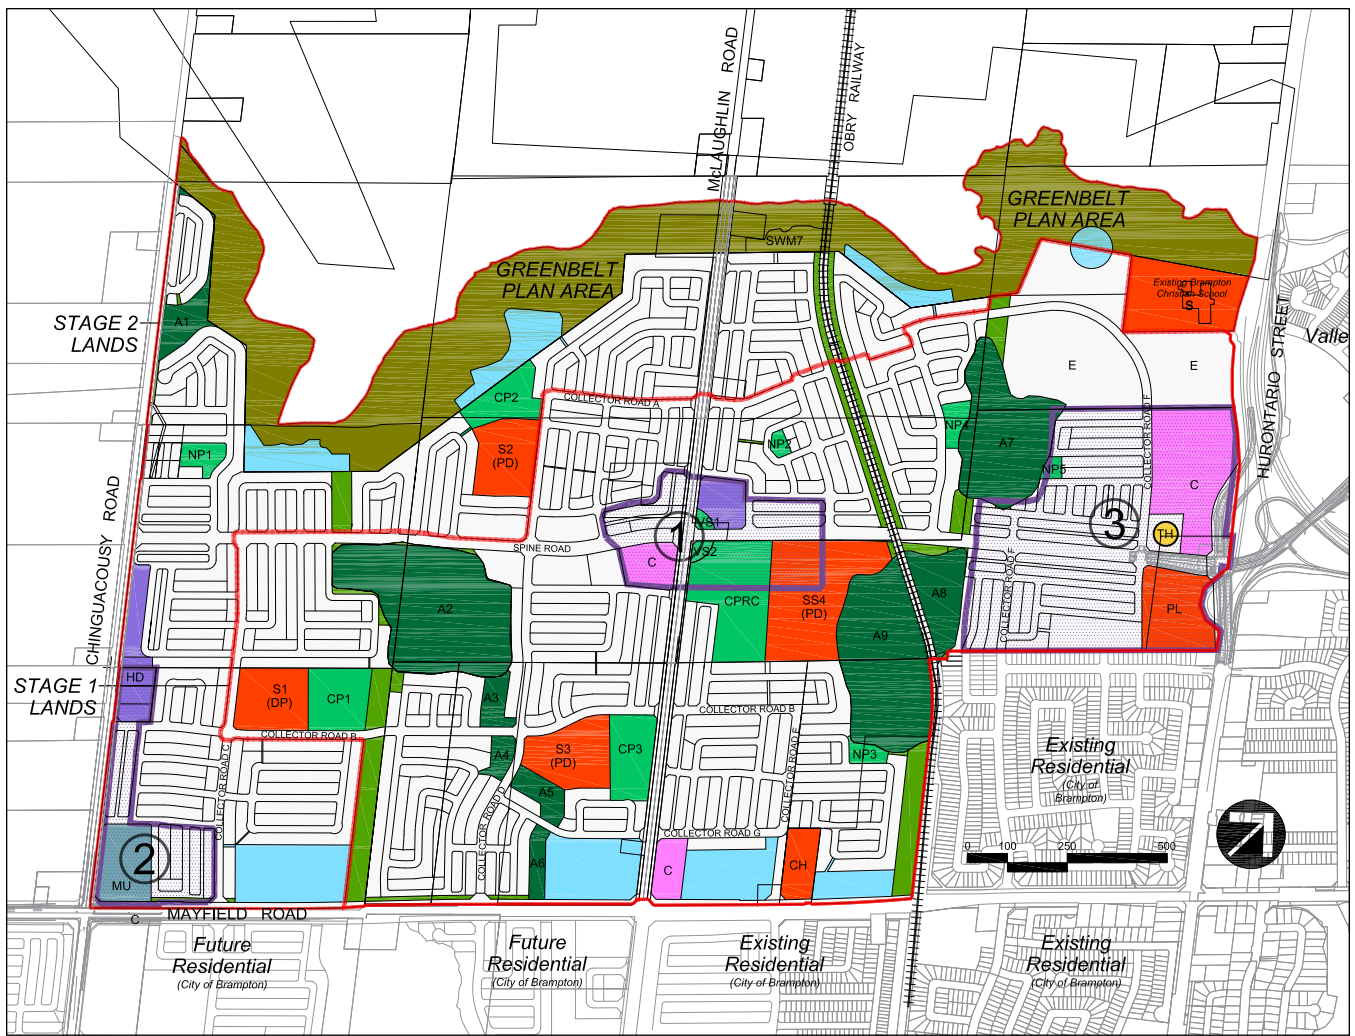 McLAUGHLIN ROAD
OBRY RAILWAY
GREENBELT
PLAN AREA
SWM7
GREENBELT
PLAN AREA
Existing Brampton
Christian School
S
HURONTARIO STREET
Valle
STAGE 2
LANDS
A1
E
E
CP2
COLLECTOR ROAD A
COLLECTOR ROAD F
NP1
S2
(PD)
NP2
NP4
A7
NP5
C
CHINGUACOUSY ROAD
VS1
1
3
TH
SPINE ROAD
VS2
C
COLLECTOR ROAD F
A2
CPRC
SS4
(PD)
A8
A9
PL
HD
STAGE 1
LANDS
S1
(DP)
CP1
A3
COLLECTOR ROAD B
COLLECTOR ROAD B
COLLECTOR ROAD C
A4
S3
(PD)
CP3
COLLECTOR ROAD E
NP3
Existing
Residential
(City of
Brampton)
COLLECTOR ROAD D
A5
COLLECTOR ROAD G
0 100 250 500
2
MU
A6
C
CH
C
MAYFIELD ROAD
Future
Residential
(City of Brampton)
Future
Residential
(City of Brampton)
Existing
Residential
(City of Brampton)
Existing
Residential
(City of Brampton)